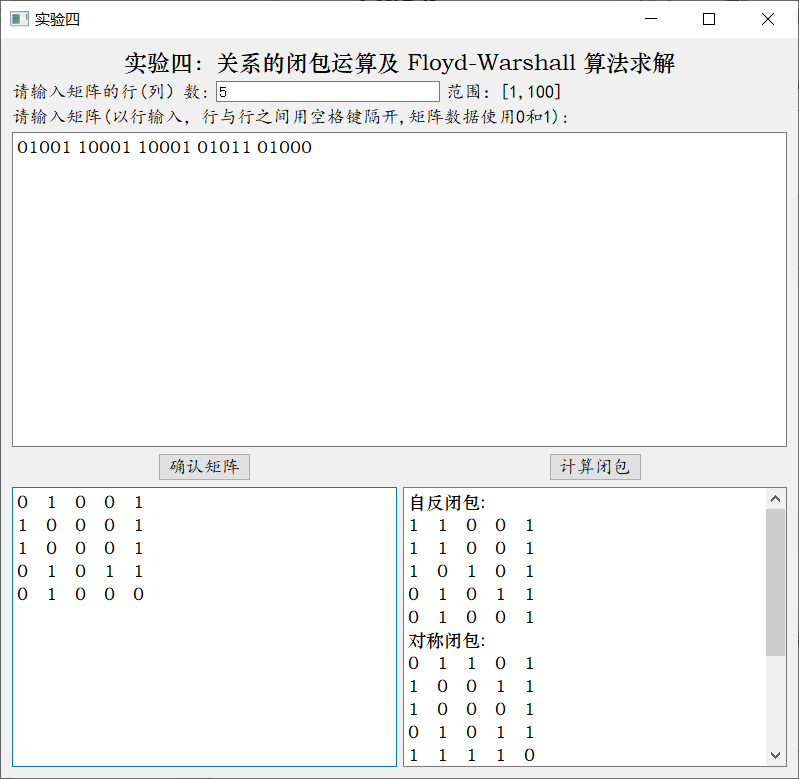 实验四
实验四：关系的闭包运算及 Floyd-Warshall 算法求解
请输入矩阵的行(列) 数: 5 范围: [1,100]
请输入矩阵(以行输入, 行与行之间用空格键隔开,矩阵数据使用0和1):
01001 10001 10001 01011 01000
确认矩阵 计算闭包
0 1 0 0 1
1 0 0 0 1
1 0 0 0 1
0 1 0 1 1
0 1 0 0 0
自反闭包:
1 1 0 0 1
1 1 0 0 1
1 0 1 0 1
0 1 0 1 1
0 1 0 0 1
对称闭包:
0 1 1 0 1
1 0 0 1 1
1 0 0 0 1
0 1 0 1 1
1 1 1 1 0